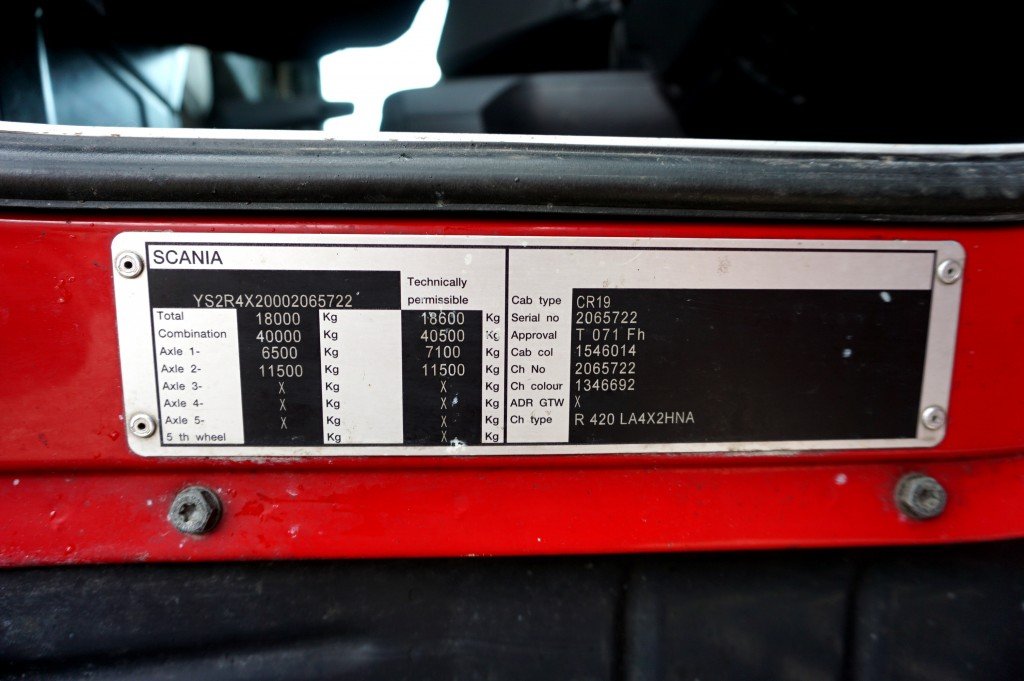 SCANIA
YS2R4X20002065722
Technically
permissible
Total 18000 Kg 18600 Kg
Combination 40000 Kg 40500 Kg
Axle 1- 6500 Kg 7100 Kg
Axle 2- 11500 Kg 11500 Kg
Axle 3- X Kg X Kg
Axle 4- X Kg X Kg
Axle 5- X Kg X Kg
5 th wheel Kg X Kg
Cab type CR19
Serial no 2065722
Approval T 071 Fh
Cab col 1546014
Ch No 2065722
Ch colour 1346692
ADR GTW X
Ch type R 420 LA4X2HNA